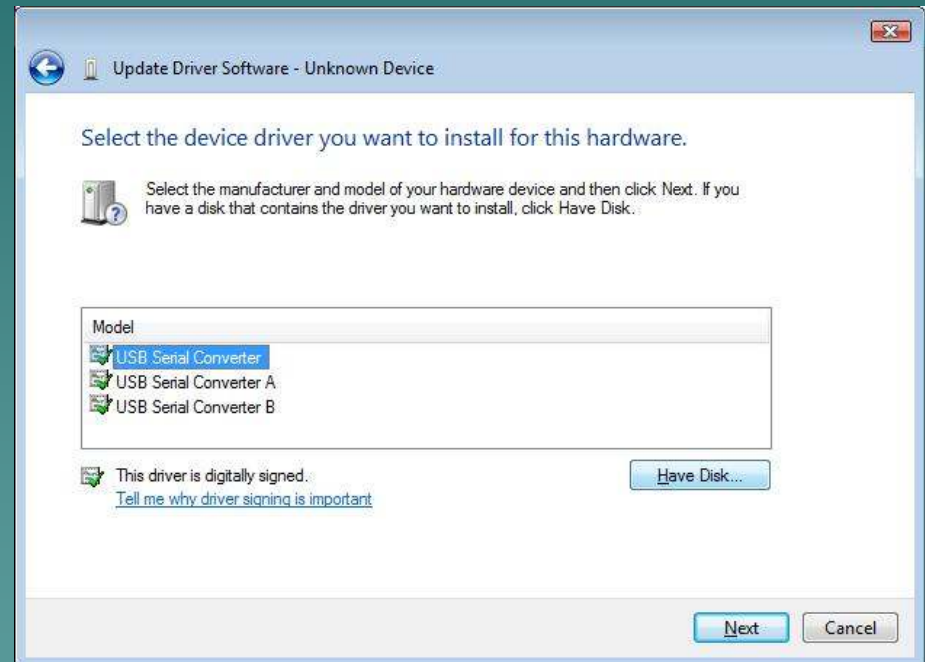 Update Driver Software - Unknown Device
Select the device driver you want to install for this hardware.
Select the manufacturer and model of your hardware device and then click Next. If you
have a disk that contains the driver you want to install, click Have Disk.
Model
USB Serial Converter
USB Serial Converter A
USB Serial Converter B
This driver is digitally signed.
Have Disk...
Tell me why driver signing is important
Next
Cancel